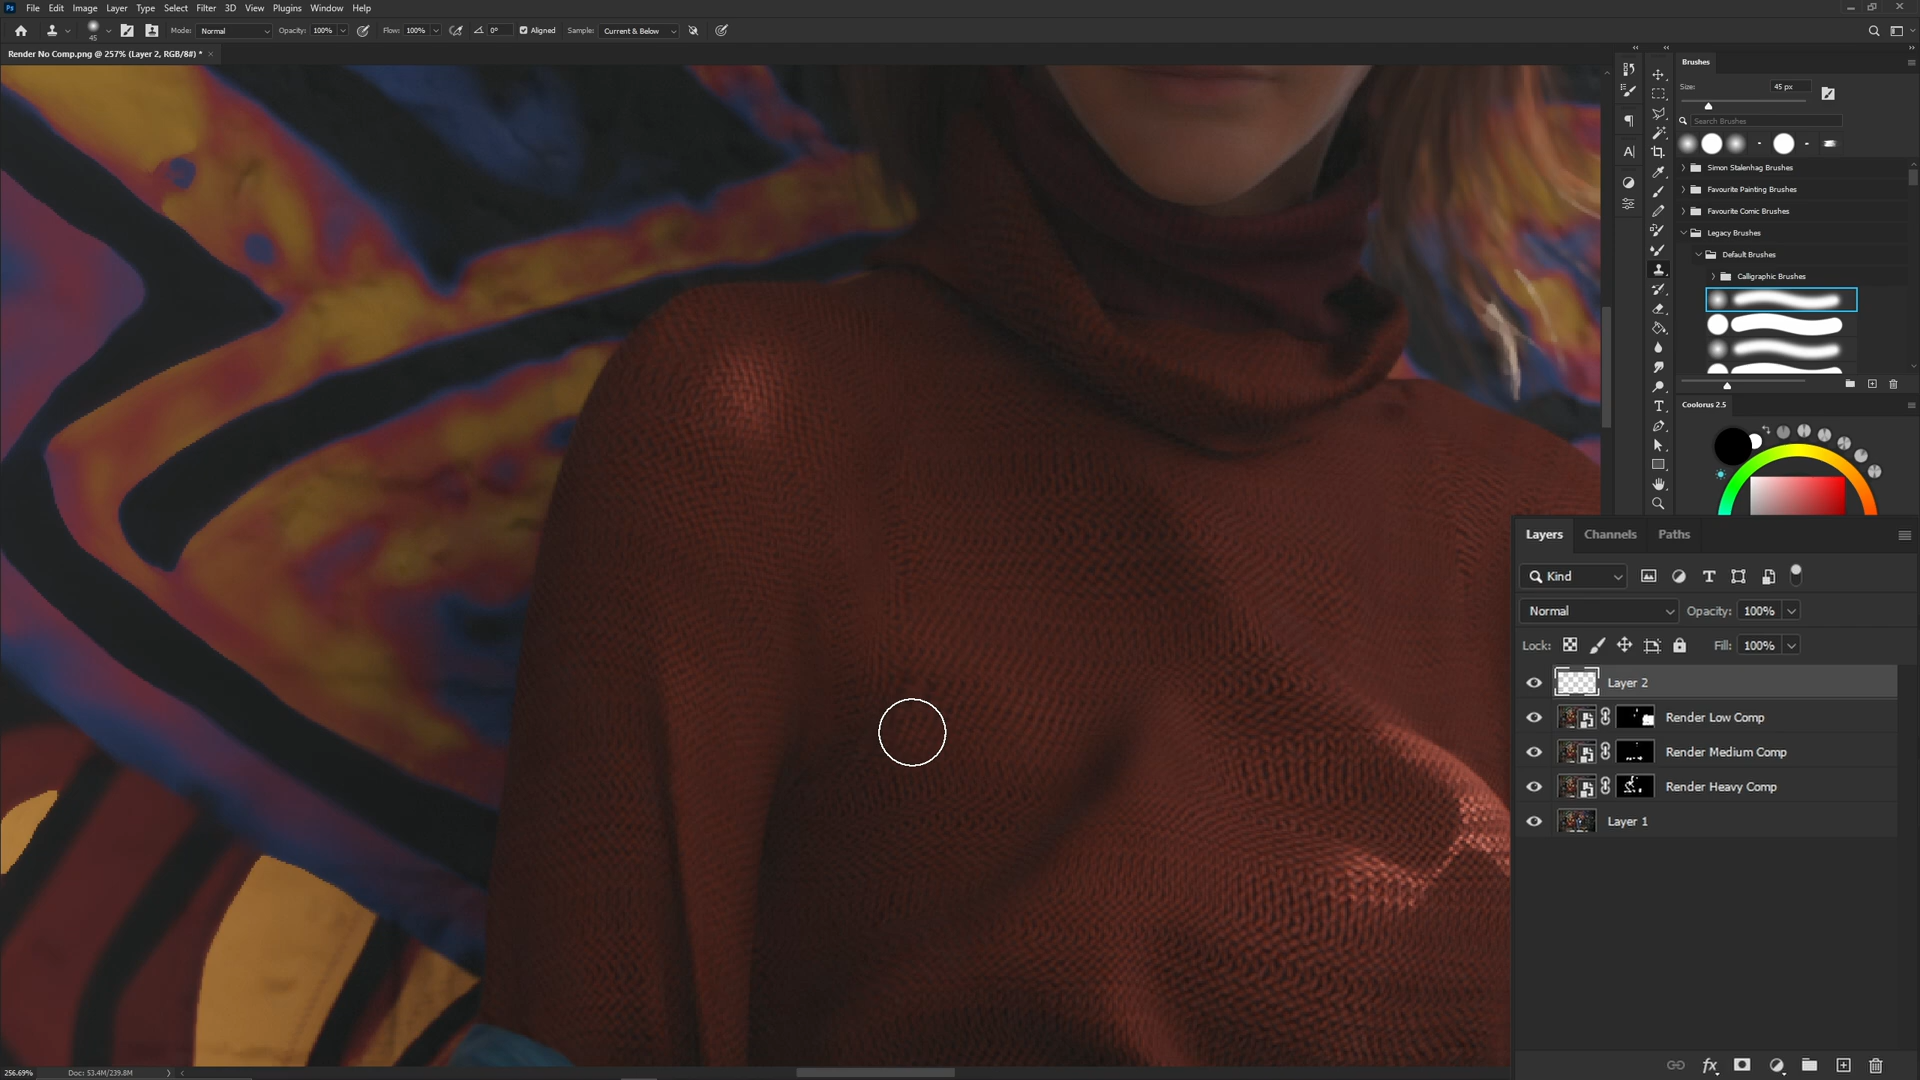 Ps File Edit Image Layer Type Select Filter 3D View Plugins Window Help
45 Mode: Normal Opacity: 100% Flow: 100% 0° Aligned Sample: Current & Below
Render No Comp.png @ 257% (Layer 2, RGB/8#) * ×
Brushes
Size: 45 px
Search Brushes
Simon Stalenhag Brushes
Favourite Painting Brushes
Favourite Comic Brushes
Legacy Brushes
Default Brushes
Calligraphic Brushes
Coolorus 2.5
Layers Channels Paths
Kind
Normal Opacity: 100%
Lock: Fill: 100%
Layer 2
Render Low Comp
Render Medium Comp
Render Heavy Comp
Layer 1
fx
256.69% Doc: 53.4M/239.8M